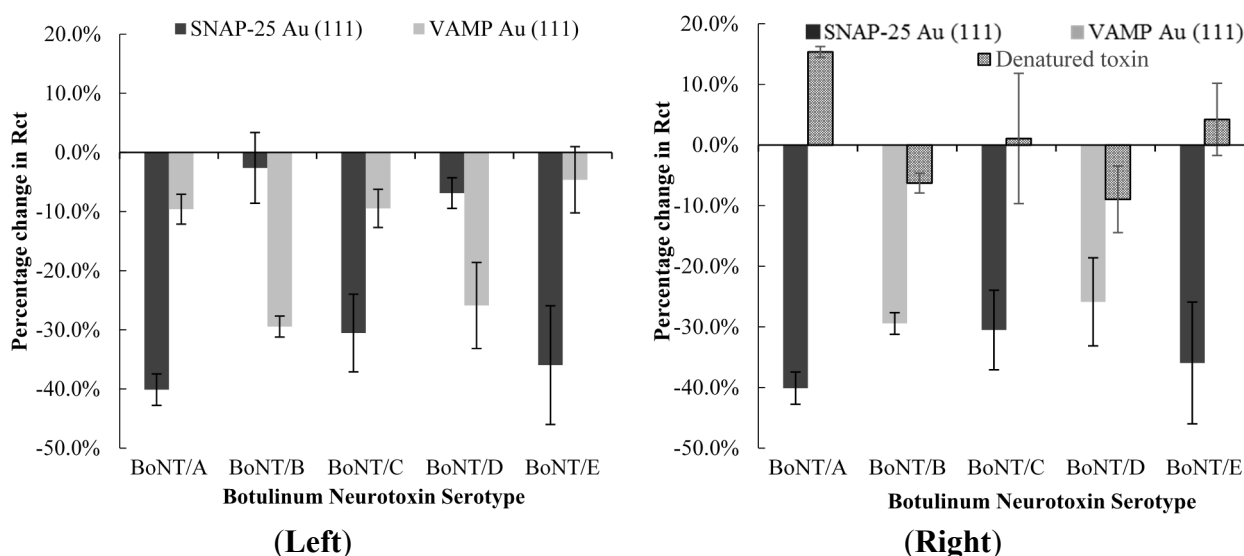 SNAP-25 Au (111) VAMP Au (111)
20.0%
10.0%
0.0%
-10.0%
-20.0%
-30.0%
-40.0%
-50.0%
Percentage change in Rct
BoNT/A BoNT/B BoNT/C BoNT/D BoNT/E
Botulinum Neurotoxin Serotype
(Left)
SNAP-25 Au (111) VAMP Au (111)
Denatured toxin
20.0%
10.0%
0.0%
-10.0%
-20.0%
-30.0%
-40.0%
-50.0%
Percentage change in Rct
BoNT/A BoNT/B BoNT/C BoNT/D BoNT/E
Botulinum Neurotoxin Serotype
(Right)